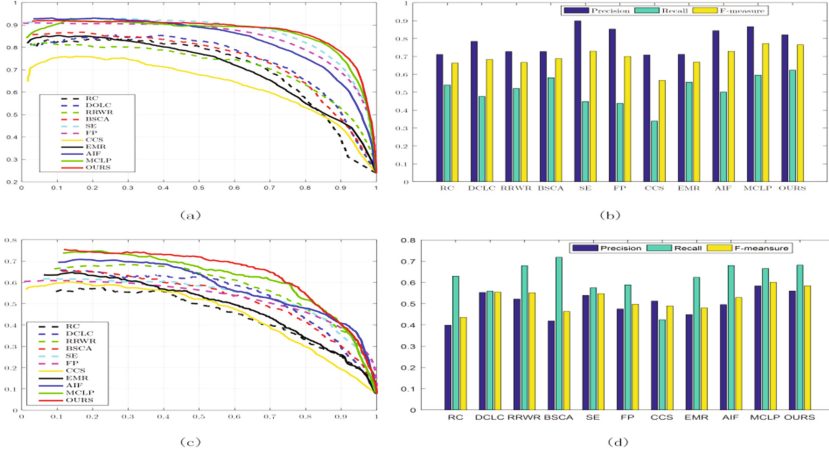 1
0.9
0.8
0.7
0.6
0.5
0.4
0.3
0.2
RC
DOLC
RRWR
BSCA
SE
FP
CCS
EMR
AIF
MCLP
OURS
0 0.1 0.2 0.3 0.4 0.5 0.6 0.7 0.8 0.9 1
(a)
Precision Recall F-measure
1
0.9
0.8
0.7
0.6
0.5
0.4
0.3
0.2
0.1
0
RC DCLC RRWR BSCA SE FP CCS EMR AIF MCLP OURS
(b)
0.8
0.7
0.6
0.5
0.4
0.3
0.2
0.1
0
RC
DCLC
RRWR
BSCA
SE
FP
CCS
EMR
AIF
MCLP
OURS
0 0.1 0.2 0.3 0.4 0.5 0.6 0.7 0.8 0.9 1
(c)
Precision Recall F-measure
0.8
0.7
0.6
0.5
0.4
0.3
0.2
0.1
0
RC DCLC RRWR BSCA SE FP CCS EMR AIF MCLP OURS
(d)